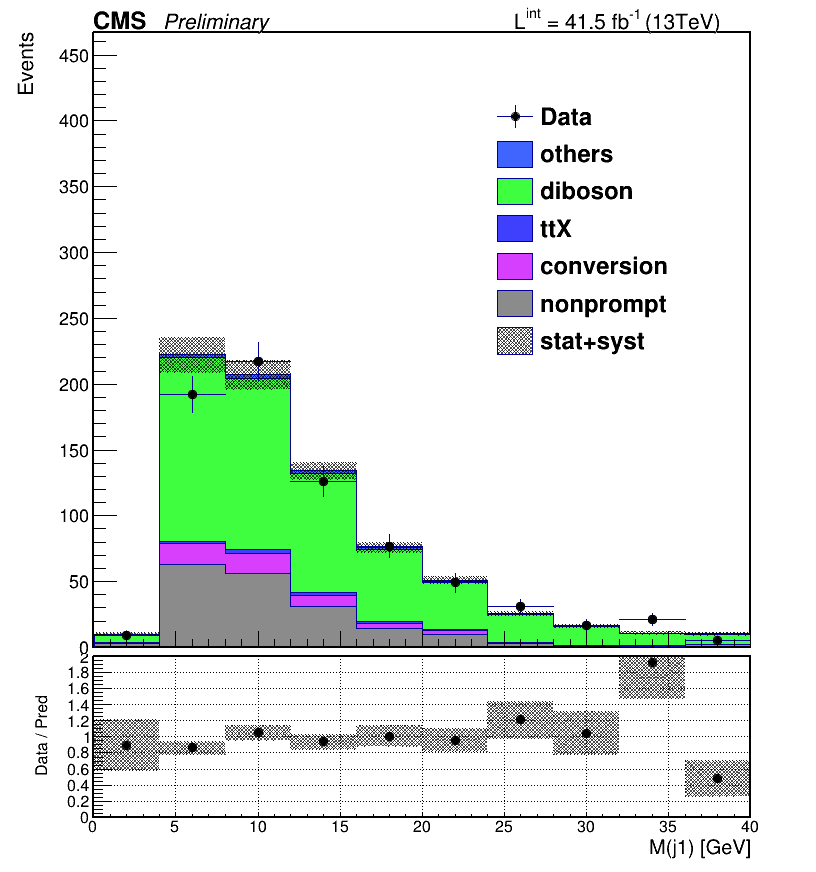 CMS Preliminary L^int = 41.5 fb^-1 (13TeV)
Events
450
400
350
300
250
200
150
100
50
0
Data
others
diboson
ttX
conversion
nonprompt
stat+syst
Data / Pred
2
2
1.8
1.6
1.4
1.2
1
0.8
0.6
0.4
0.2
0
0 5 10 15 20 25 30 35 40
M(j1) [GeV]